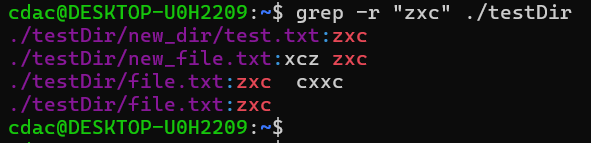 cdac@DESKTOP-U0H2209:~$ grep -r "zxc" ./testDir
./testDir/new_dir/test.txt:zxc
./testDir/new_file.txt:xcz zxc
./testDir/file.txt:zxc  cxxc
./testDir/file.txt:zxc
cdac@DESKTOP-U0H2209:~$